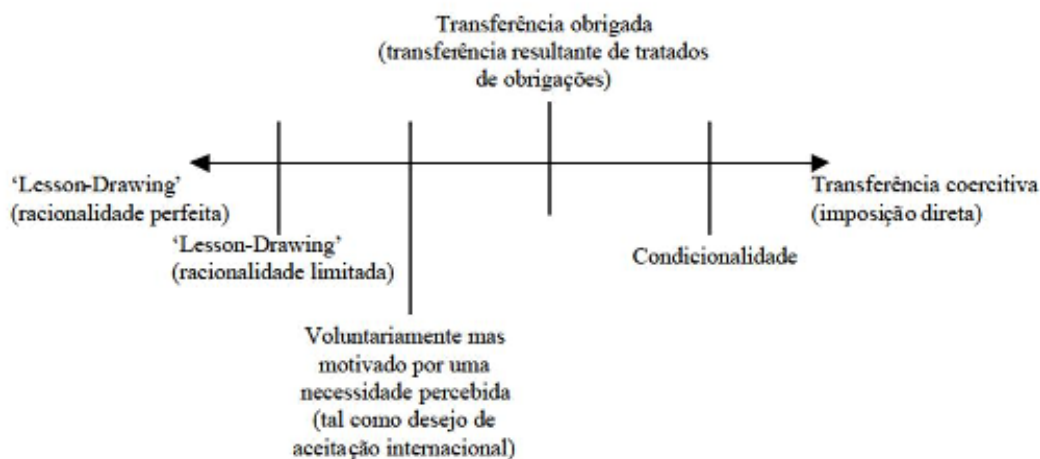 Transferência obrigada
(transferência resultante de tratados
de obrigações)
‘Lesson-Drawing’
(racionalidade perfeita)
‘Lesson-Drawing’
(racionalidade limitada)
Voluntariamente mas
motivado por uma
necessidade percebida
(tal como desejo de
aceitação internacional)
Condicionalidade
Transferência coercitiva
(imposição direta)